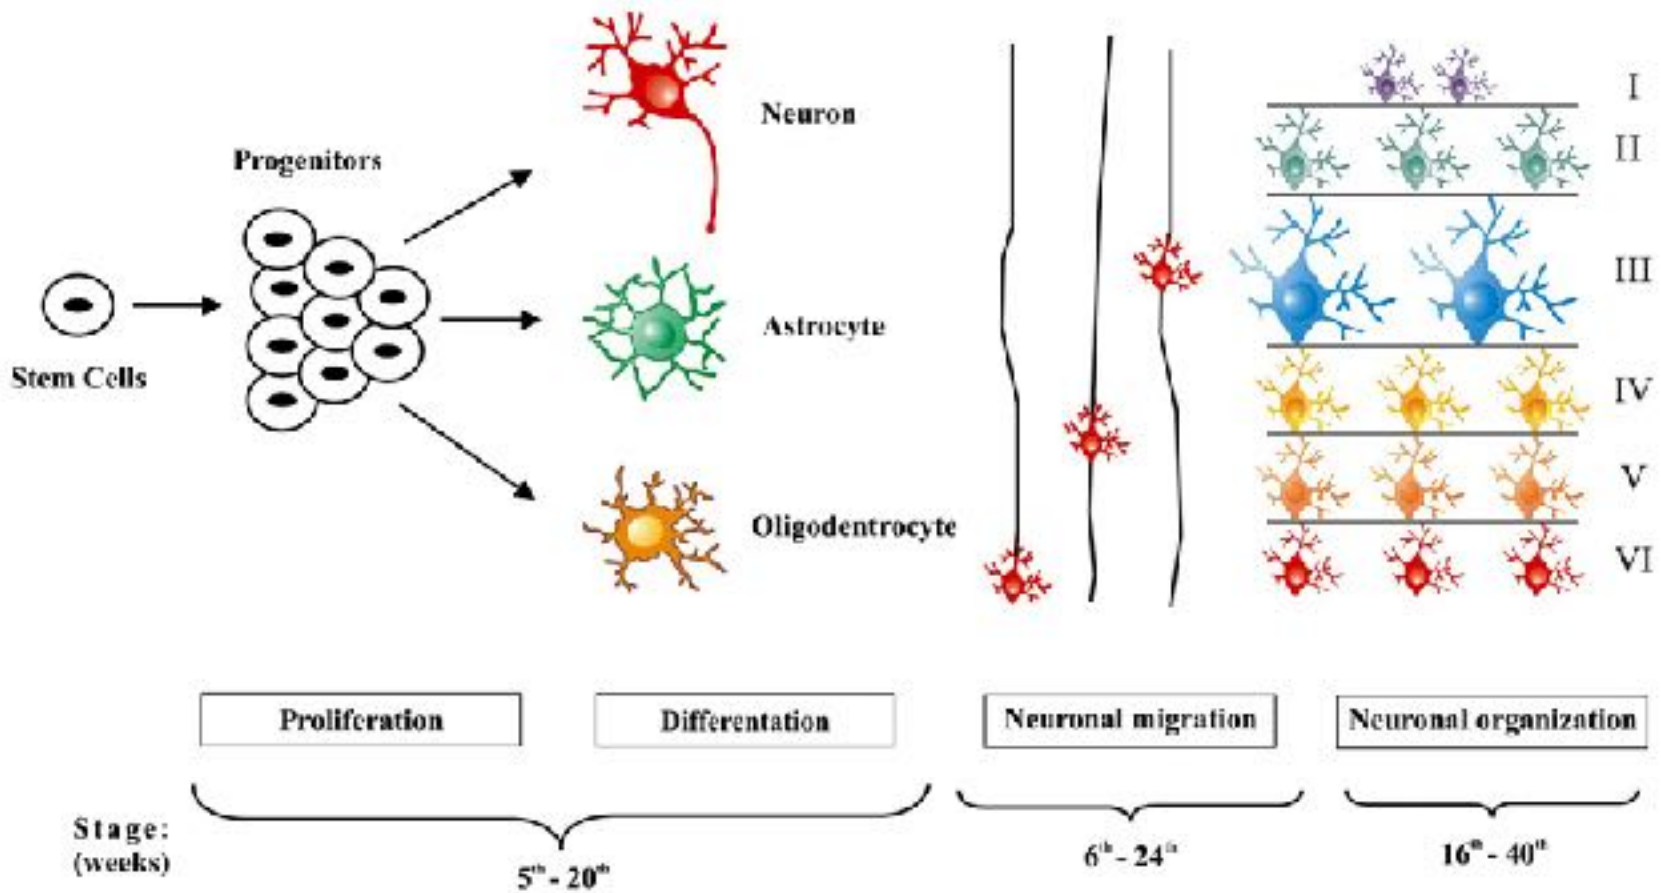 Progenitors
Stem Cells
Neuron
Astrocyte
Oligodentrocyte
I
II
III
IV
V
VI
Proliferation
Differentation
Neuronal migration
Neuronal organization
Stage:
(weeks)
5th - 20th
6th - 24th
16th - 40th